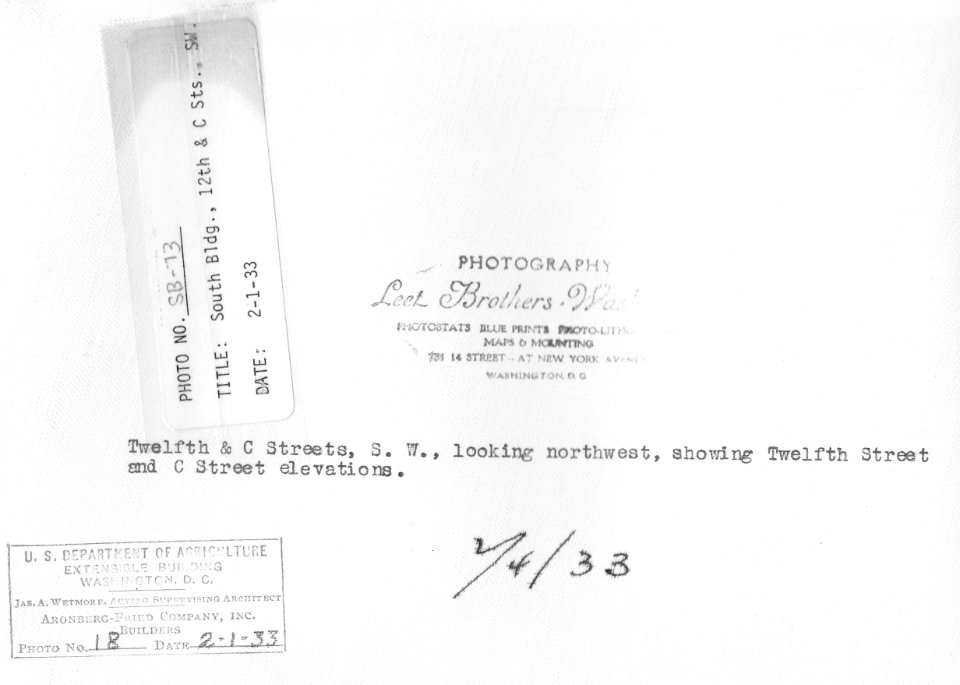 PHOTO NO. SB-13
TITLE: South Bldg., 12th & C Sts., SW.
DATE: 2-1-33
PHOTOGRAPHY
Leet Brothers
PHOTOSTATS BLUE PRINTS PHOTO-LITH
MAPS & MOUNTING
14 STREET - AT NEW YORK
WASHINGTON, D. C.
Twelfth & C Streets, S. W., looking northwest, showing Twelfth Street
and C Street elevations.
2/4/33
U. S. DEPARTMENT OF AGRICULTURE
EXTENSIBLE BUILDING
WASHINGTON, D. C.
JAS. A. WETMORE, ACTING SUPERVISING ARCHITECT
ARONBERG-FRIED COMPANY, INC.
BUILDERS
PHOTO NO. 18 DATE 2-1-33